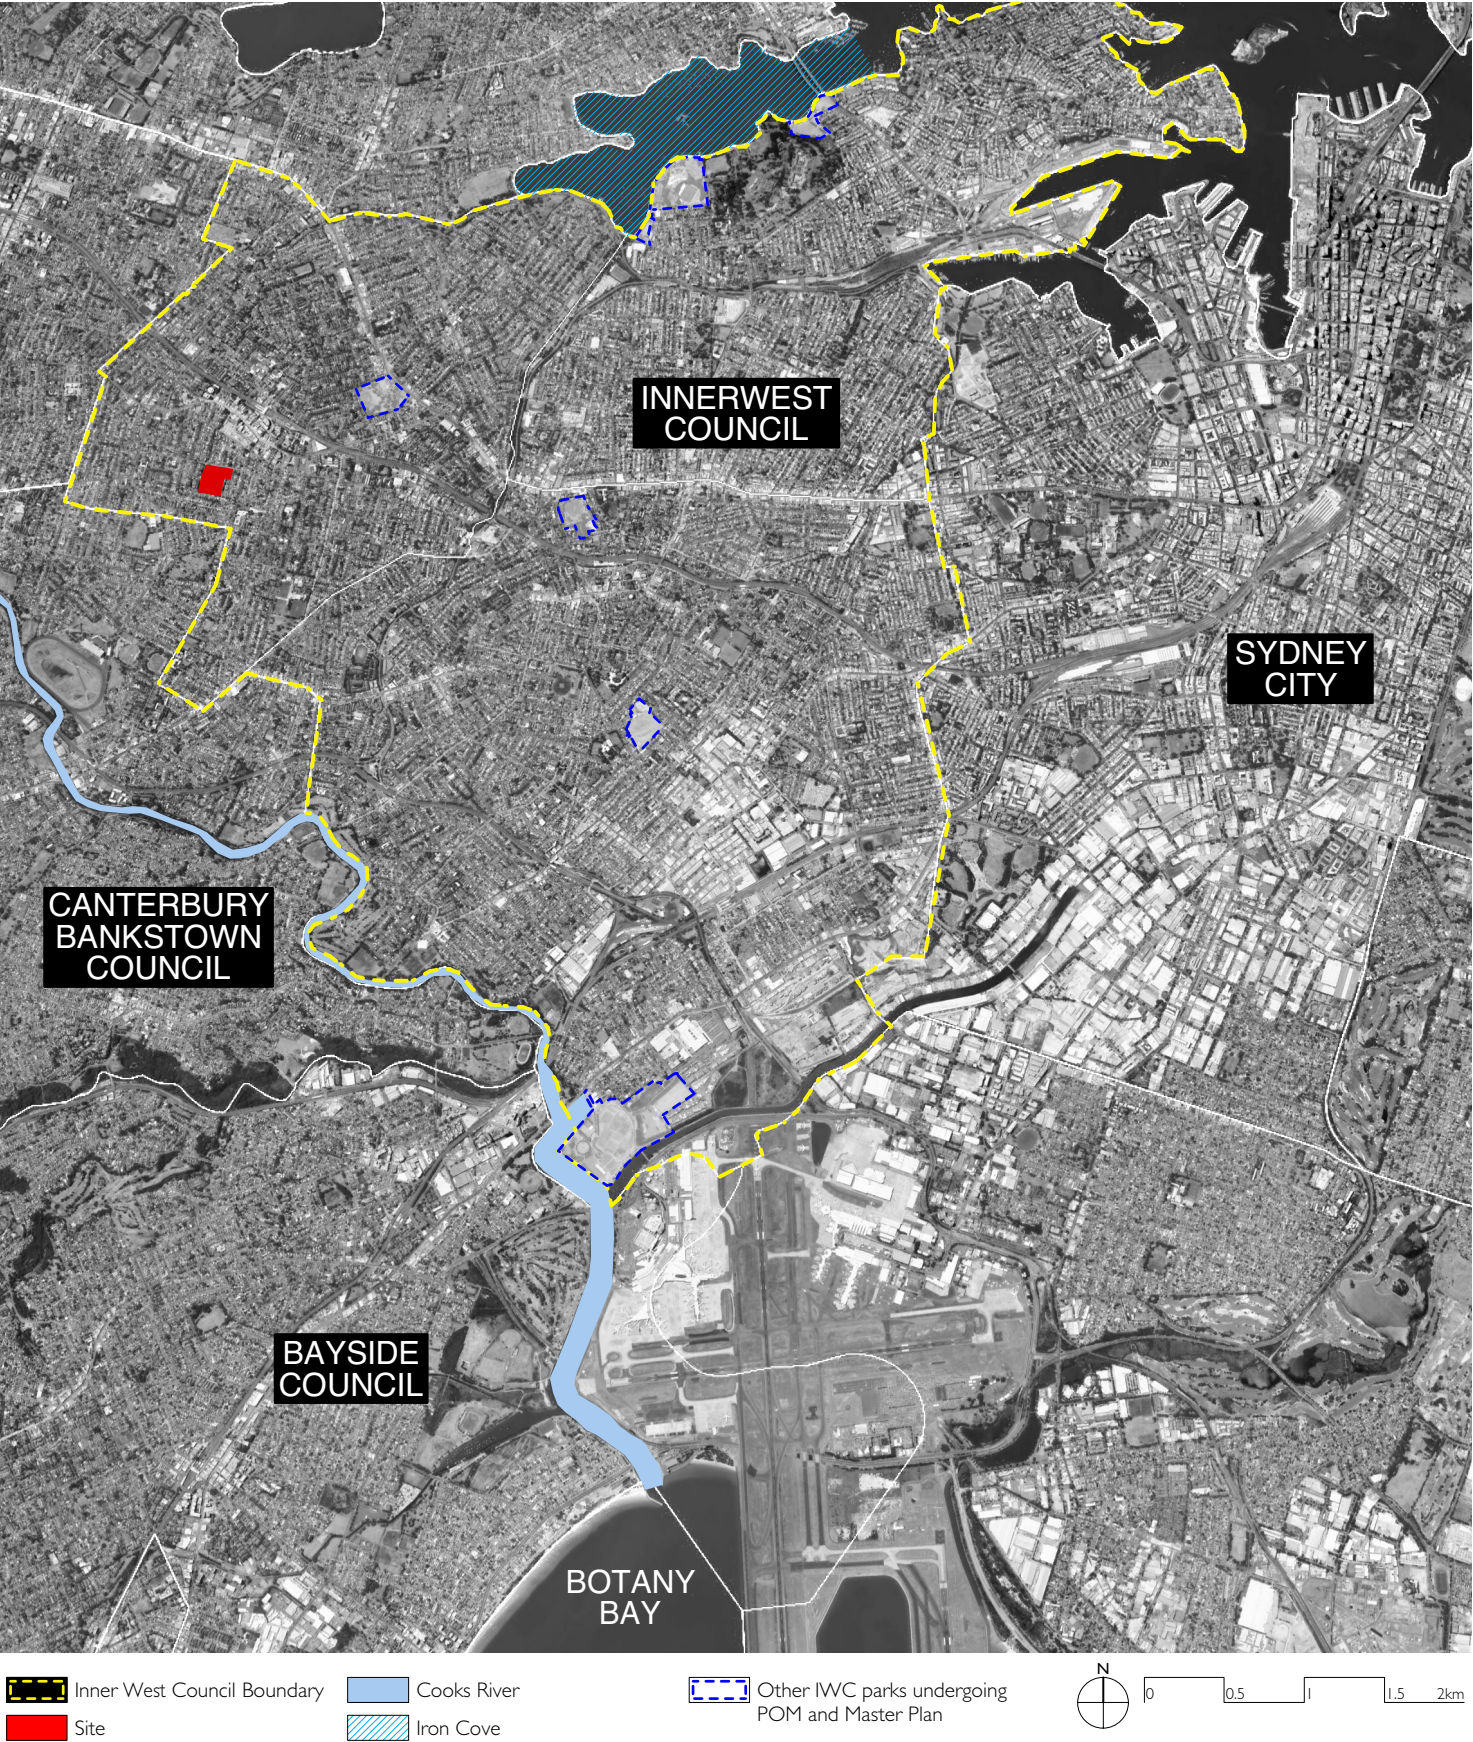 INNERWEST
COUNCIL
SYDNEY
CITY
CANTERBURY
BANKSTOWN
COUNCIL
BAYSIDE
COUNCIL
BOTANY
BAY
Inner West Council Boundary
Site
Cooks River
Iron Cove
Other IWC parks undergoing
POM and Master Plan
N
0 0.5 1 1.5 2km